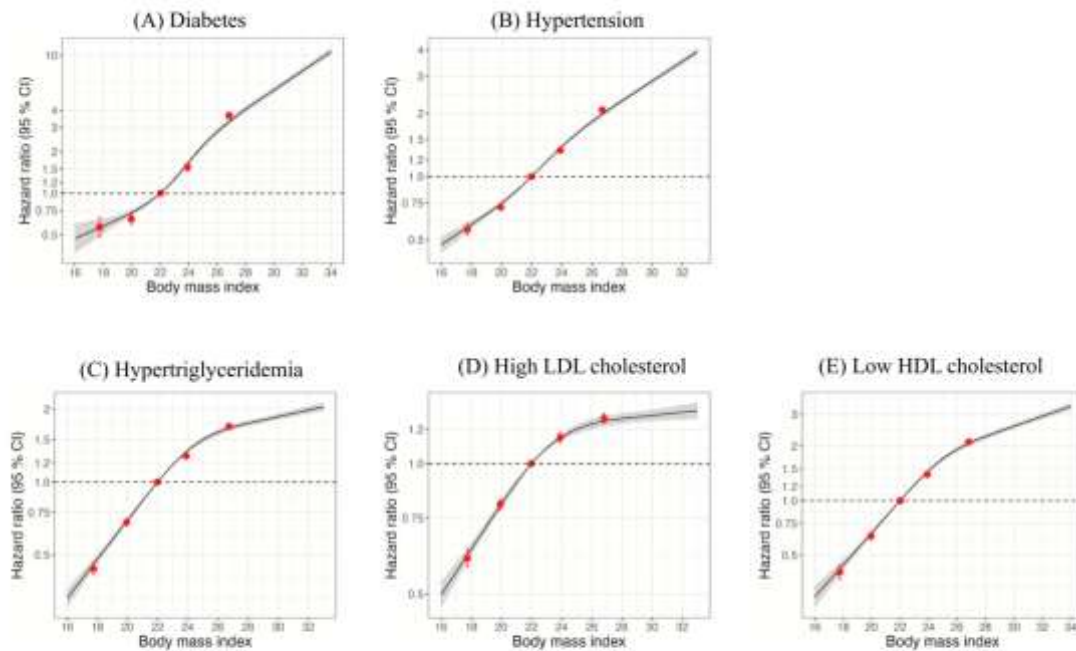 (A) Diabetes
Hazard ratio (95 % CI)
10
4
3
2
1.5
1.2
1.0
0.75
0.5
16 18 20 22 24 26 28 30 32 34
Body mass index
(B) Hypertension
Hazard ratio (95 % CI)
4
3
2
1.5
1.2
1.0
0.75
0.5
16 18 20 22 24 26 28 30 32
Body mass index
(C) Hypertriglyceridemia
Hazard ratio (95 % CI)
2
1.5
1.2
1.0
0.75
0.5
16 18 20 22 24 26 28 30 32
Body mass index
(D) High LDL cholesterol
Hazard ratio (95 % CI)
1.2
1.0
0.75
0.5
16 18 20 22 24 26 28 30 32
Body mass index
(E) Low HDL cholesterol
Hazard ratio (95 % CI)
3
2
1.5
1.2
1.0
0.75
0.5
16 18 20 22 24 26 28 30 32 34
Body mass index